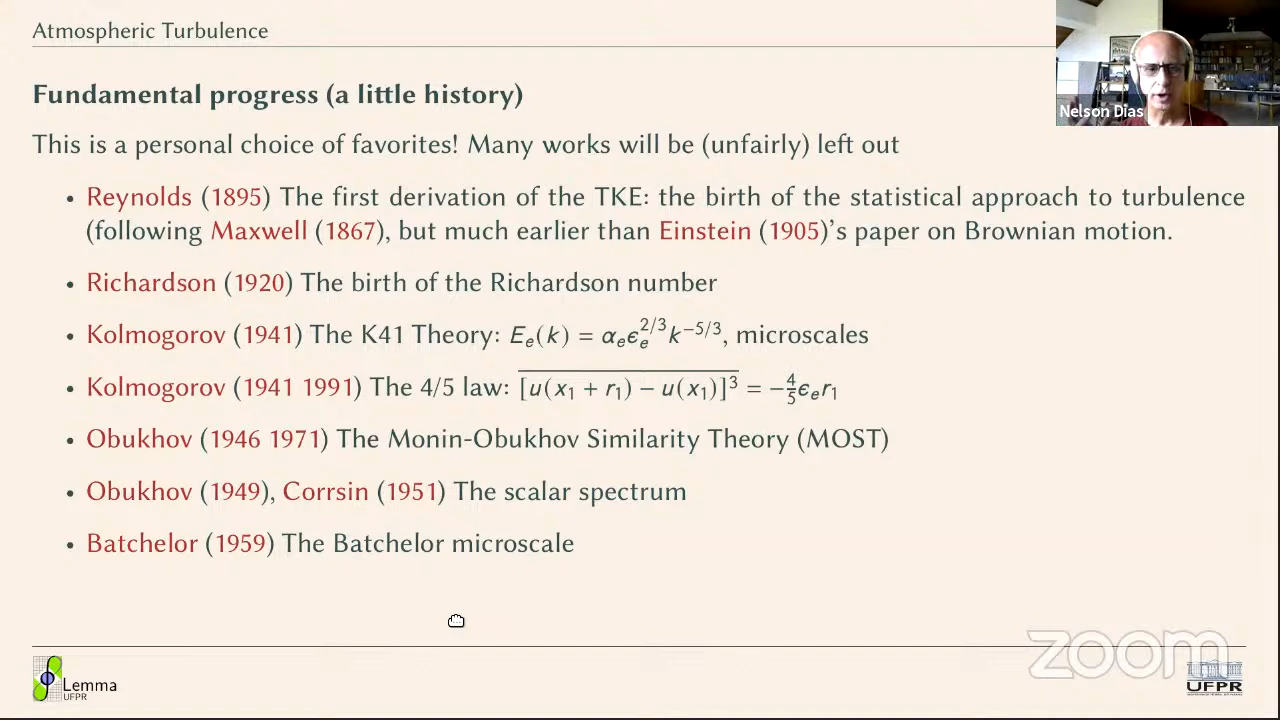 Atmospheric Turbulence
Nelson Dias
Fundamental progress (a little history)
This is a personal choice of favorites! Many works will be (unfairly) left out
• Reynolds (1895) The first derivation of the TKE: the birth of the statistical approach to turbulence
(following Maxwell (1867), but much earlier than Einstein (1905)'s paper on Brownian motion.
• Richardson (1920) The birth of the Richardson number
• Kolmogorov (1941) The K41 Theory: $E_e(k) = \alpha_e \epsilon_e^{2/3} k^{-5/3}$, microscales
• Kolmogorov (1941 1991) The 4/5 law: $\overline{[u(x_1 + r_1) - u(x_1)]^3} = -\frac{4}{5}\epsilon_e r_1$
• Obukhov (1946 1971) The Monin-Obukhov Similarity Theory (MOST)
• Obukhov (1949), Corrsin (1951) The scalar spectrum
• Batchelor (1959) The Batchelor microscale
zoom
Lemma
UFPR
UFPR